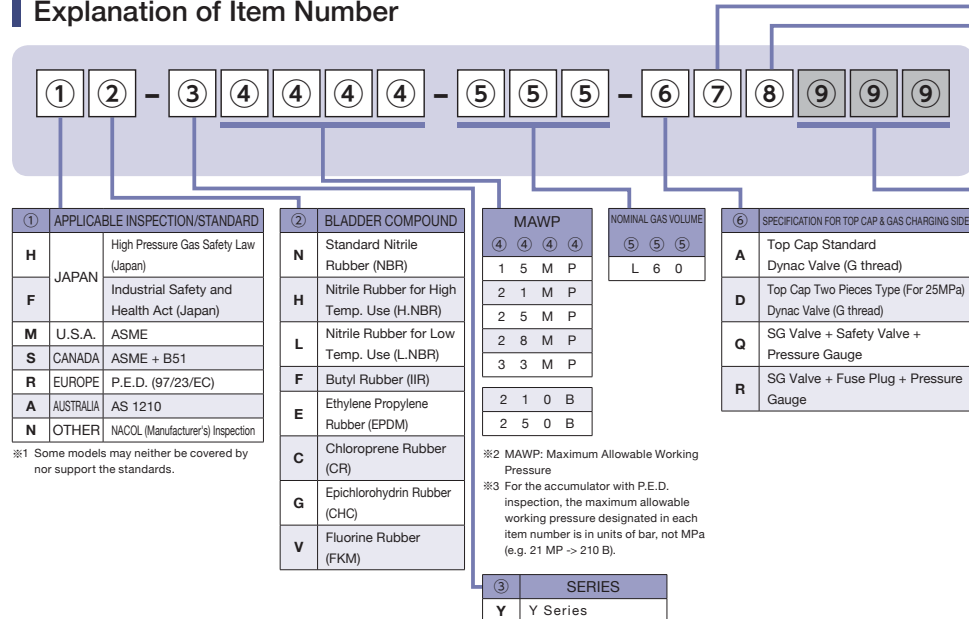 Explanation of Item Number
① ② – ③ ④ ④ ④ ④ – ⑤ ⑤ ⑤ – ⑥ ⑦ ⑧ ⑨ ⑨ ⑨
① APPLICABLE INSPECTION/STANDARD
H JAPAN High Pressure Gas Safety Law
(Japan)
F Industrial Safety and
Health Act (Japan)
M U.S.A. ASME
S CANADA ASME + B51
R EUROPE P.E.D. (97/23/EC)
A AUSTRALIA AS 1210
N OTHER NACOL (Manufacturer's) Inspection
※1 Some models may neither be covered by
nor support the standards.
② BLADDER COMPOUND
N Standard Nitrile
Rubber (NBR)
H Nitrile Rubber for High
Temp. Use (H.NBR)
L Nitrile Rubber for Low
Temp. Use (L.NBR)
F Butyl Rubber (IIR)
E Ethylene Propylene
Rubber (EPDM)
C Chloroprene Rubber
(CR)
G Epichlorohydrin Rubber
(CHC)
V Fluorine Rubber
(FKM)
MAWP
④ ④ ④ ④
1 5 M P
2 1 M P
2 5 M P
2 8 M P
3 3 M P
2 1 0 B
2 5 0 B
※2 MAWP: Maximum Allowable Working
Pressure
※3 For the accumulator with P.E.D.
inspection, the maximum allowable
working pressure designated in each
item number is in units of bar, not MPa
(e.g. 21 MP -> 210 B).
③ SERIES
Y Y Series
NOMINAL GAS VOLUME
⑤ ⑤ ⑤
L 6 0
⑥ SPECIFICATION FOR TOP CAP & GAS CHARGING SIDE
A Top Cap Standard
Dynac Valve (G thread)
D Top Cap Two Pieces Type (For 25MPa)
Dynac Valve (G thread)
Q SG Valve + Safety Valve +
Pressure Gauge
R SG Valve + Fuse Plug + Pressure
Gauge